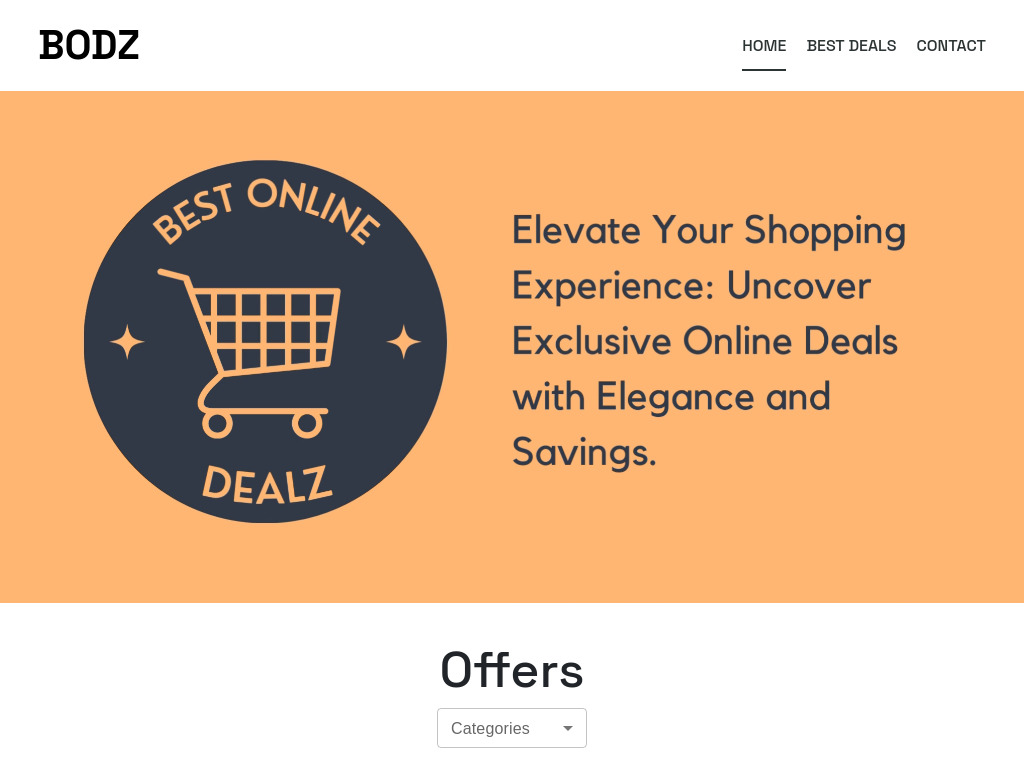 BODZ
HOME
BEST DEALS
CONTACT
BEST ONLINE
DEALZ
Elevate Your Shopping
Experience: Uncover
Exclusive Online Deals
with Elegance and
Savings.
Offers
Categories